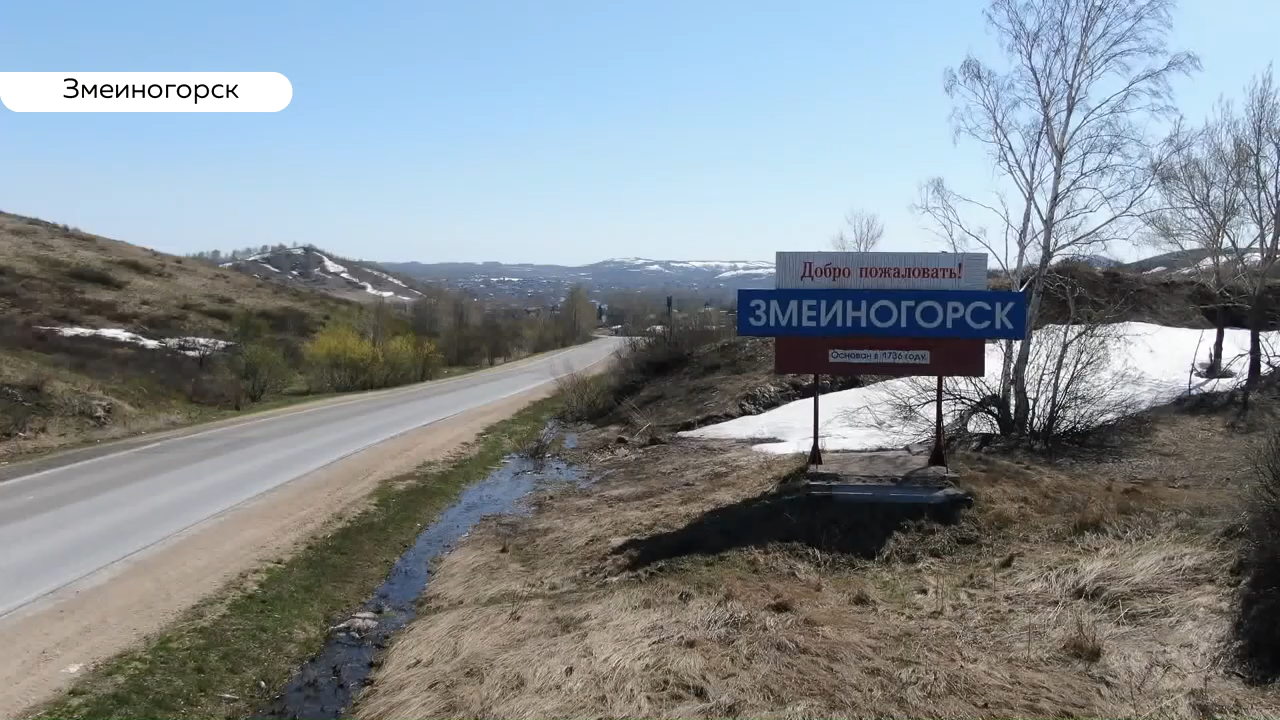 Змеиногорск
Добро пожаловать!
ЗМЕИНОГОРСК
Основан в 1736 году.